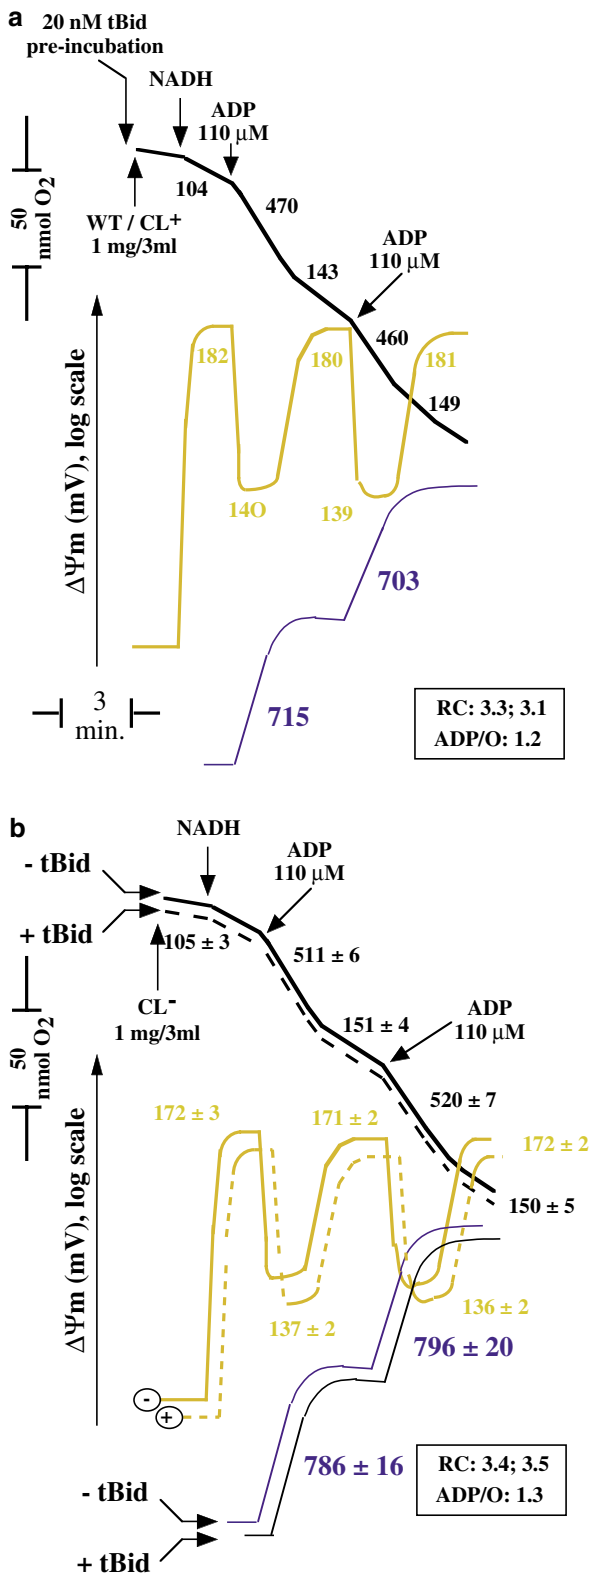 a
20 nM tBid
pre-incubation
NADH
ADP
110 μM
104
470
WT / CL+
1 mg/3ml
50
nmol O2
143
ADP
110 μM
460
182
180
181
149
14O
139
ΔΨm (mV), log scale
703
715
3
min.
RC: 3.3; 3.1
ADP/O: 1.2
b
NADH
- tBid
ADP
110 μM
+ tBid
105 ± 3
511 ± 6
CL-
1 mg/3ml
50
nmol O2
151 ± 4
ADP
110 μM
520 ± 7
172 ± 3
171 ± 2
172 ± 2
150 ± 5
ΔΨm (mV), log scale
137 ± 2
136 ± 2
796 ± 20
-
+
786 ± 16
RC: 3.4; 3.5
ADP/O: 1.3
- tBid
+ tBid